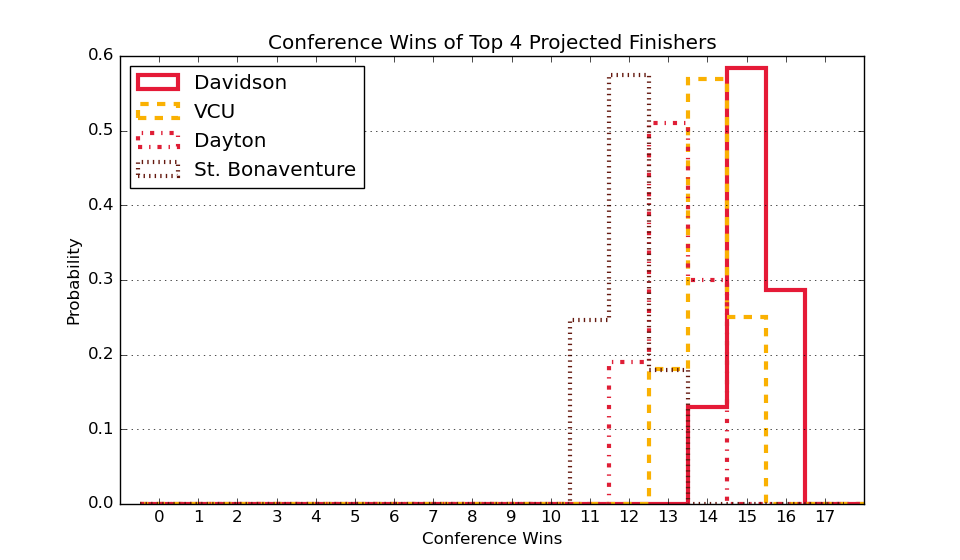 Conference Wins of Top 4 Projected Finishers
0.6
0.5
0.4
0.3
0.2
0.1
0.0
Probability
Davidson
VCU
Dayton
St. Bonaventure
0 1 2 3 4 5 6 7 8 9 10 11 12 13 14 15 16 17
Conference Wins